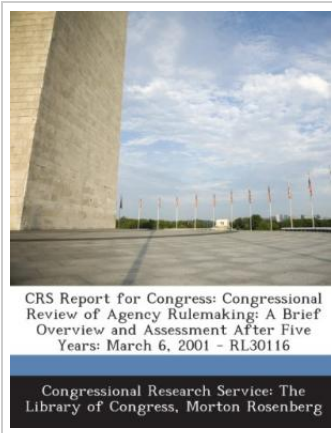 CRS Report for Congress: Congressional
Review of Agency Rulemaking: A Brief
Overview and Assessment After Five
Years: March 6, 2001 - RL30116
Congressional Research Service: The
Library of Congress, Morton Rosenberg